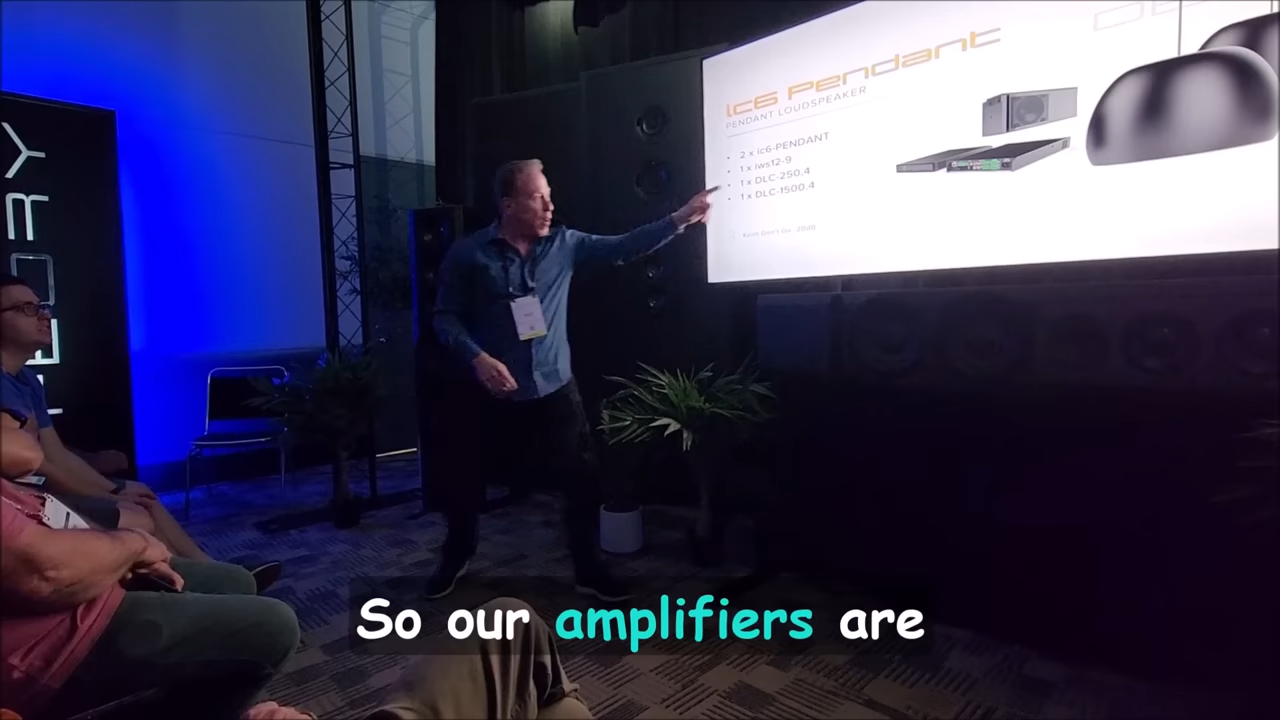 ic6 Pendant
PENDANT LOUDSPEAKER
• 2 x ic6-PENDANT
• 1 x iws12-9
• 1 x DLC-250.4
• 1 x DLC-1500.4
So our amplifiers are